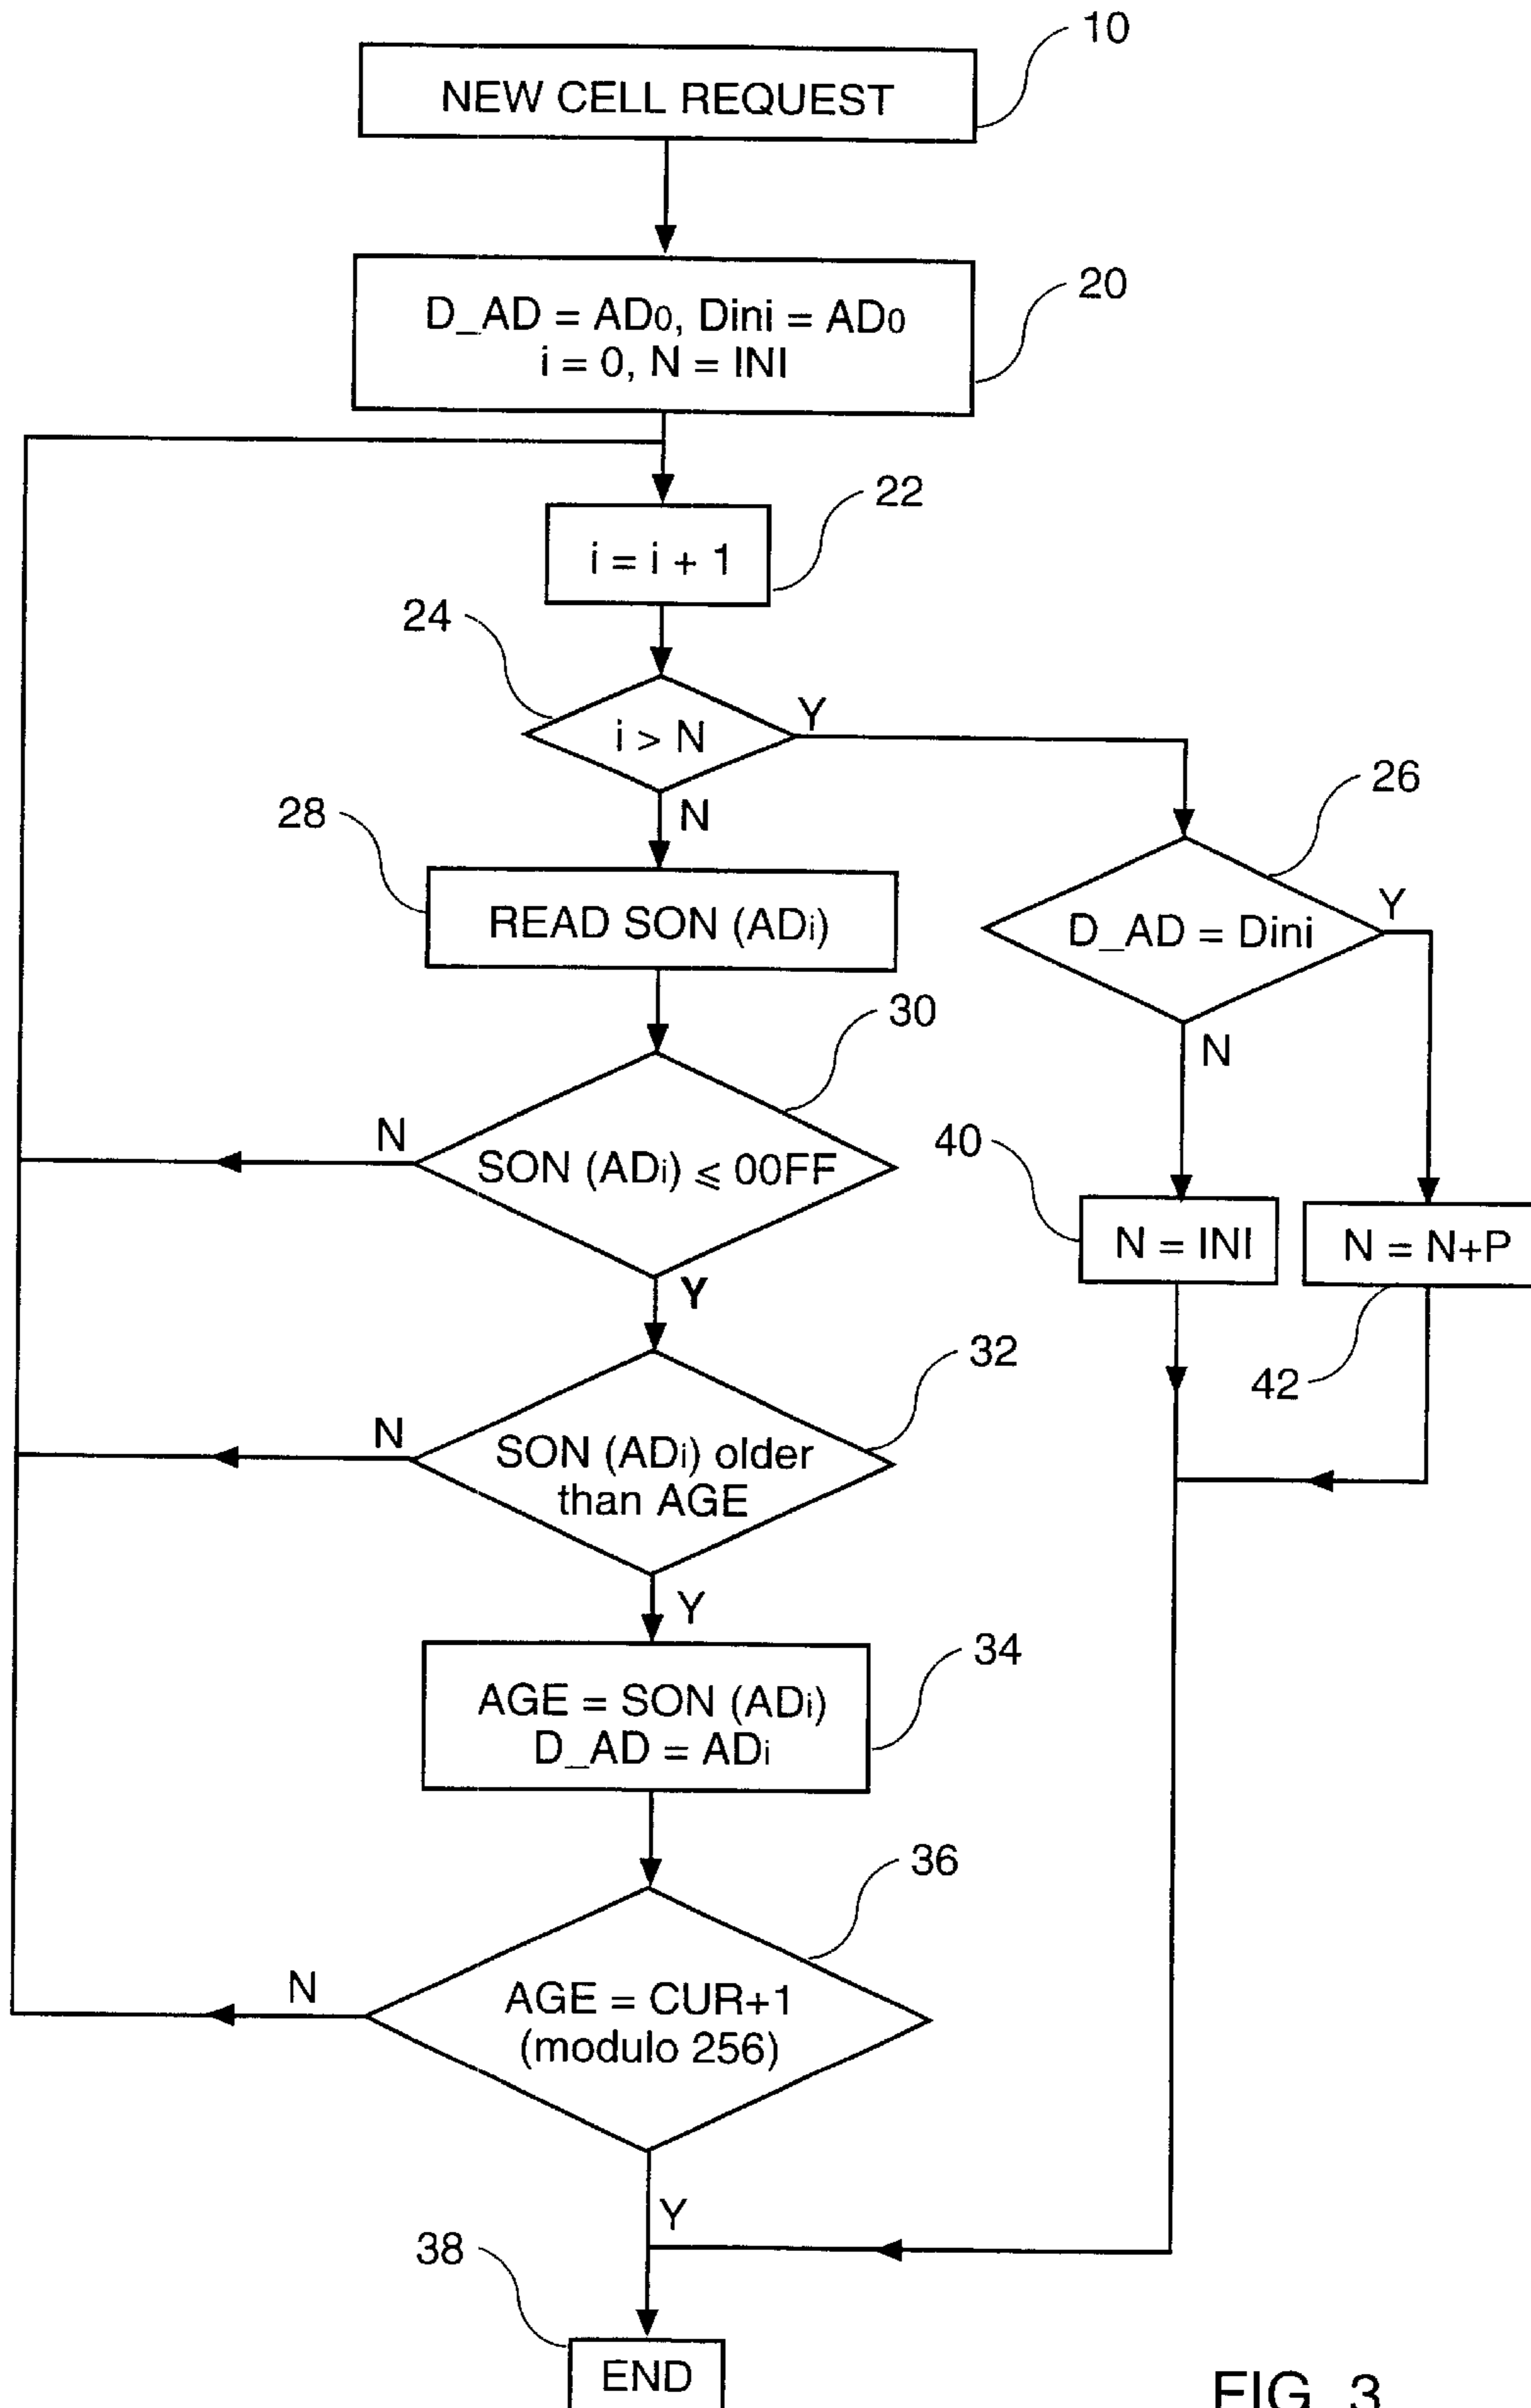 10
NEW CELL REQUEST
20
D_AD = AD0, Dini = AD0
i = 0, N = INI
22
i = i + 1
24
i > N
Y
N
26
28
READ SON (ADi)
D_AD = Dini
Y
N
30
SON (ADi) ⩽ 00FF
N
Y
40
N = INI
N = N+P
42
32
SON (ADi) older
than AGE
N
Y
34
AGE = SON (ADi)
D_AD = ADi
36
AGE = CUR+1
(modulo 256)
N
Y
38
END
FIG. 3